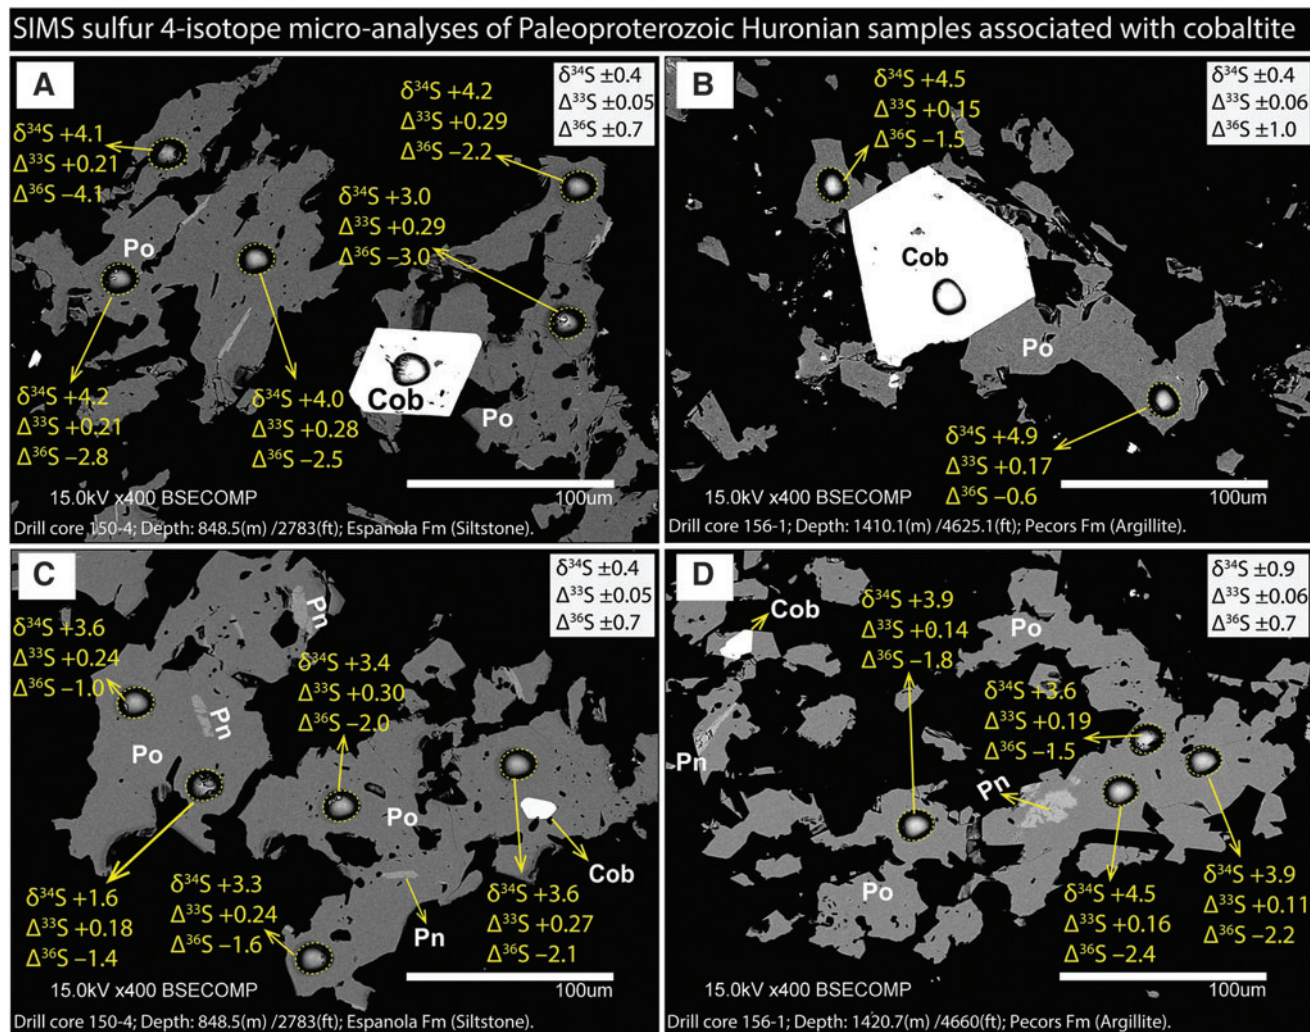 SIMS sulfur 4-isotope micro-analyses of Paleoproterozoic Huronian samples associated with cobaltite
A
δ³⁴S ±0.4
Δ³³S ±0.05
Δ³⁶S ±0.7
δ³⁴S +4.1
Δ³³S +0.21
Δ³⁶S −4.1
δ³⁴S +4.2
Δ³³S +0.29
Δ³⁶S −2.2
δ³⁴S +3.0
Δ³³S +0.29
Δ³⁶S −3.0
Po
Cob
Po
δ³⁴S +4.2
Δ³³S +0.21
Δ³⁶S −2.8
δ³⁴S +4.0
Δ³³S +0.28
Δ³⁶S −2.5
15.0kV x400 BSECOMP
100um
Drill core 150-4; Depth: 848.5(m) /2783(ft); Espanola Fm (Siltstone).
B
δ³⁴S +4.5
Δ³³S +0.15
Δ³⁶S −1.5
δ³⁴S ±0.4
Δ³³S ±0.06
Δ³⁶S ±1.0
Cob
Po
δ³⁴S +4.9
Δ³³S +0.17
Δ³⁶S −0.6
15.0kV x400 BSECOMP
100um
Drill core 156-1; Depth: 1410.1(m) /4625.1(ft); Pecors Fm (Argillite).
C
δ³⁴S ±0.4
Δ³³S ±0.05
Δ³⁶S ±0.7
Pn
δ³⁴S +3.6
Δ³³S +0.24
Δ³⁶S −1.0
δ³⁴S +3.4
Δ³³S +0.30
Δ³⁶S −2.0
Pn
Po
Po
Cob
δ³⁴S +1.6
Δ³³S +0.18
Δ³⁶S −1.4
δ³⁴S +3.3
Δ³³S +0.24
Δ³⁶S −1.6
Pn
δ³⁴S +3.6
Δ³³S +0.27
Δ³⁶S −2.1
15.0kV x400 BSECOMP
100um
Drill core 150-4; Depth: 848.5(m) /2783(ft); Espanola Fm (Siltstone).
D
δ³⁴S ±0.9
Δ³³S ±0.06
Δ³⁶S ±0.7
Cob
δ³⁴S +3.9
Δ³³S +0.14
Δ³⁶S −1.8
Po
δ³⁴S +3.6
Δ³³S +0.19
Δ³⁶S −1.5
Pn
Pn
Po
δ³⁴S +4.5
Δ³³S +0.16
Δ³⁶S −2.4
δ³⁴S +3.9
Δ³³S +0.11
Δ³⁶S −2.2
15.0kV x400 BSECOMP
100um
Drill core 156-1; Depth: 1420.7(m) /4660(ft); Pecors Fm (Argillite).